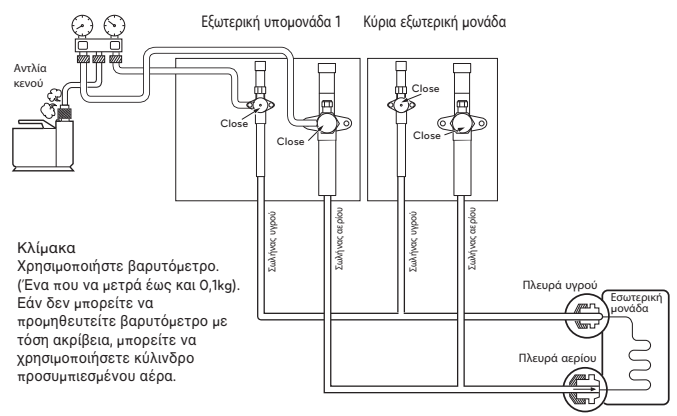 Εξωτερική υπομονάδα 1
Κύρια εξωτερική μονάδα
Αντλία
κενού
Close
Close
Close
Close
Σωλήνας υγρού
Σωλήνας αερίου
Σωλήνας υγρού
Σωλήνας αερίου
Κλίμακα
Χρησιμοποιήστε βαρυτόμετρο.
(Ένα που να μετρά έως και 0,1kg).
Εάν δεν μπορείτε να
προμηθευτείτε βαρυτόμετρο με
τόση ακρίβεια, μπορείτε να
χρησιμοποιήσετε κύλινδρο
προσυμπιεσμένου αέρα.
Πλευρά υγρού
Εσωτερική
μονάδα
Πλευρά αερίου